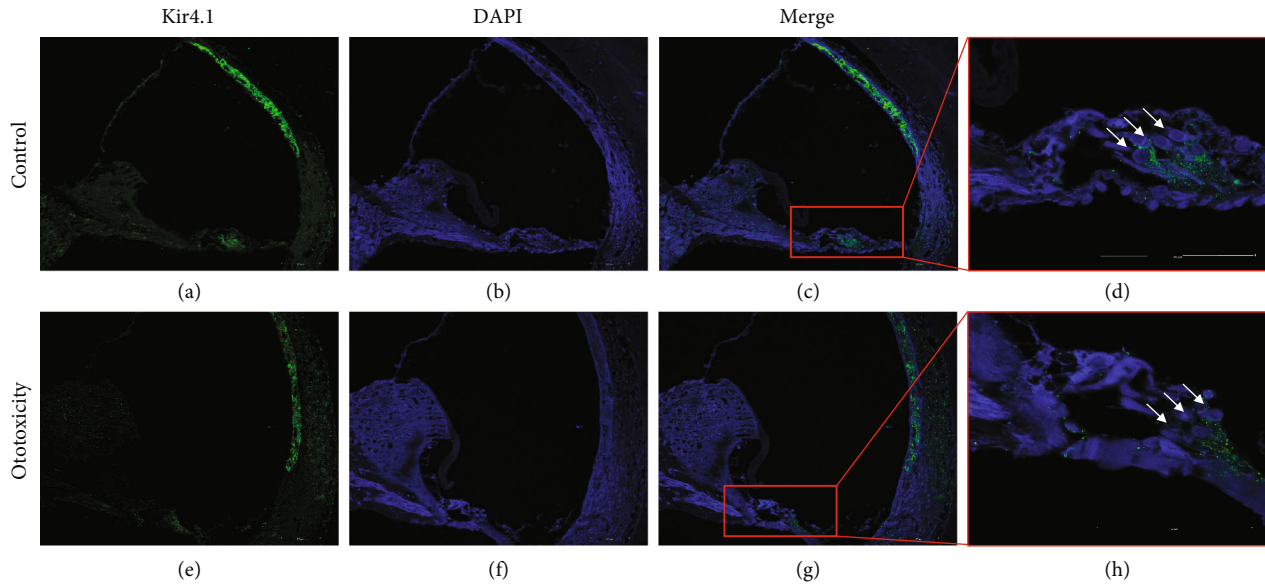 Kir4.1 DAPI Merge
Control
(a) (b) (c) (d)
Ototoxicity
(e) (f) (g) (h)